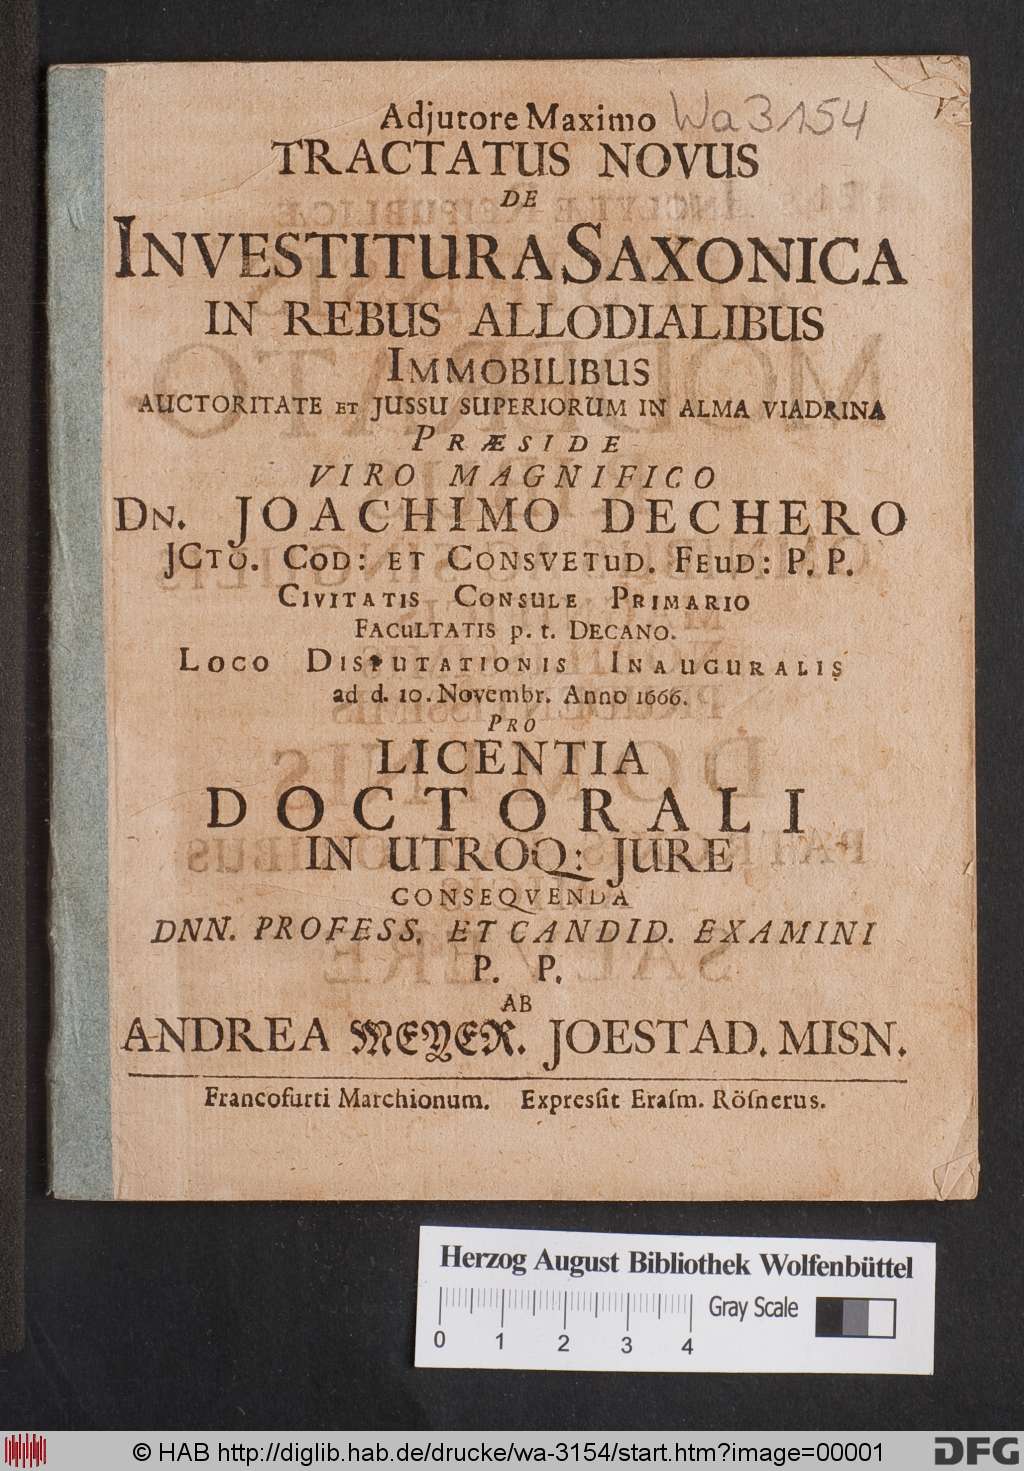 Adjutore Maximo Wa 3154
TRACTATUS NOVUS
DE
INVESTITURA SAXONICA
IN REBUS ALLODIALIBUS
IMMOBILIBUS
AUCTORITATE ET JUSSU SUPERIORUM IN ALMA VIADRINA
PRÆSIDE
VIRO MAGNIFICO
DN. JOACHIMO DECHERO
JCTO. COD: ET CONSVETUD. FEUD: P. P.
CIVITATIS CONSULE PRIMARIO
FACULTATIS p. t. DECANO.
LOCO DISPUTATIONIS INAUGURALIS
ad d. 10. Novembr. Anno 1666.
PRO
LICENTIA
DOCTORALI
IN UTROQ; JURE
CONSEQVENDA
DNN. PROFESS. ET CANDID. EXAMINI
P. P.
AB
ANDREA MEYER. JOESTAD. MISN.
Francofurti Marchionum. Expressit Erasm. Rösnerus.
Herzog August Bibliothek Wolfenbüttel
Gray Scale
0 1 2 3 4
© HAB http://diglib.hab.de/drucke/wa-3154/start.htm?image=00001
DFG